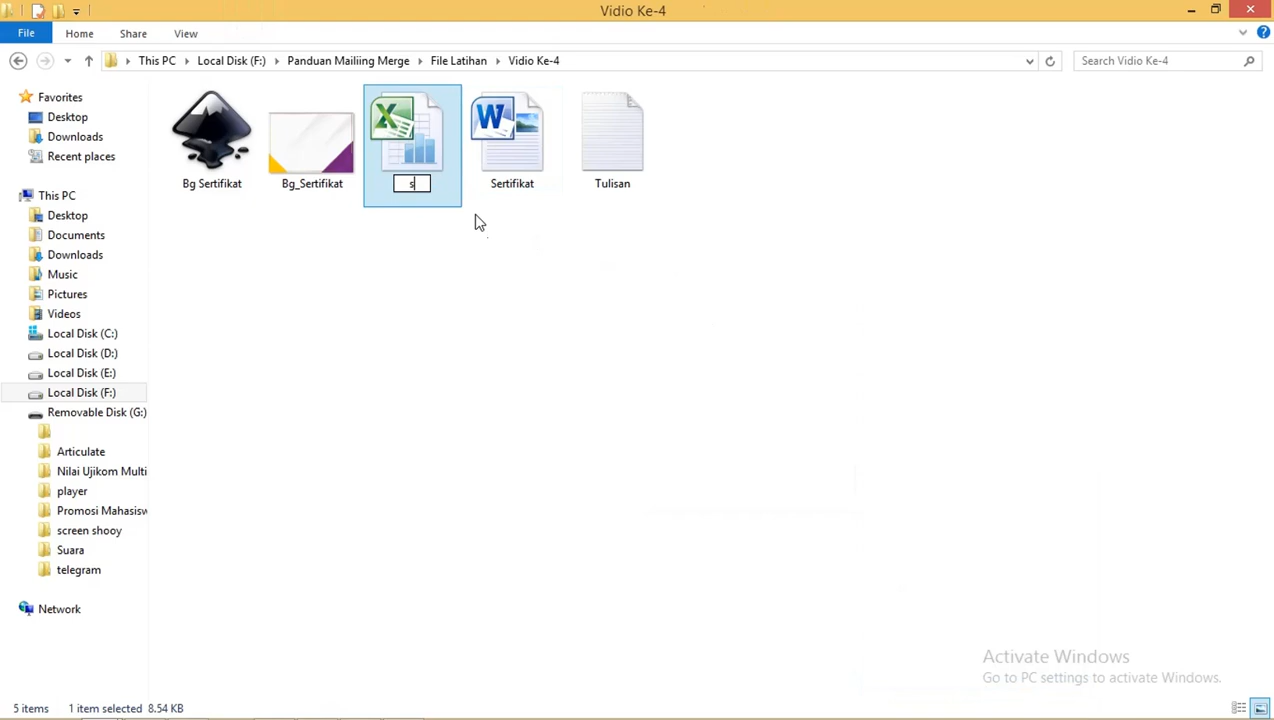 Vidio Ke-4
File
Home
Share
View
This PC
Local Disk (F:)
Panduan Mailiing Merge
File Latihan
Vidio Ke-4
Search Vidio Ke-4
Favorites
Desktop
Downloads
Recent places
This PC
Desktop
Documents
Downloads
Music
Pictures
Videos
Local Disk (C:)
Local Disk (D:)
Local Disk (E:)
Local Disk (F:)
Removable Disk (G:)
Articulate
Nilai Ujikom Multi
player
Promosi Mahasisw
screen shooy
Suara
telegram
Network
Bg Sertifikat
Bg_Sertifikat
s
Sertifikat
Tulisan
Activate Windows
Go to PC settings to activate Windows.
5 items
1 item selected 8.54 KB